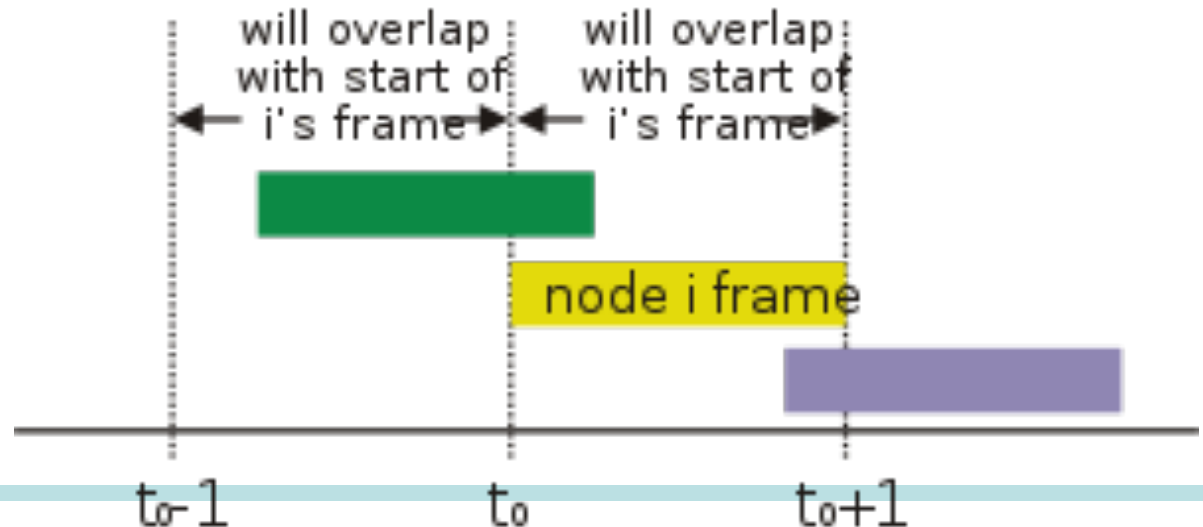 will overlap
with start of
i's frame
will overlap
with start of
i's frame
node i frame
t₀-1
t₀
t₀+1